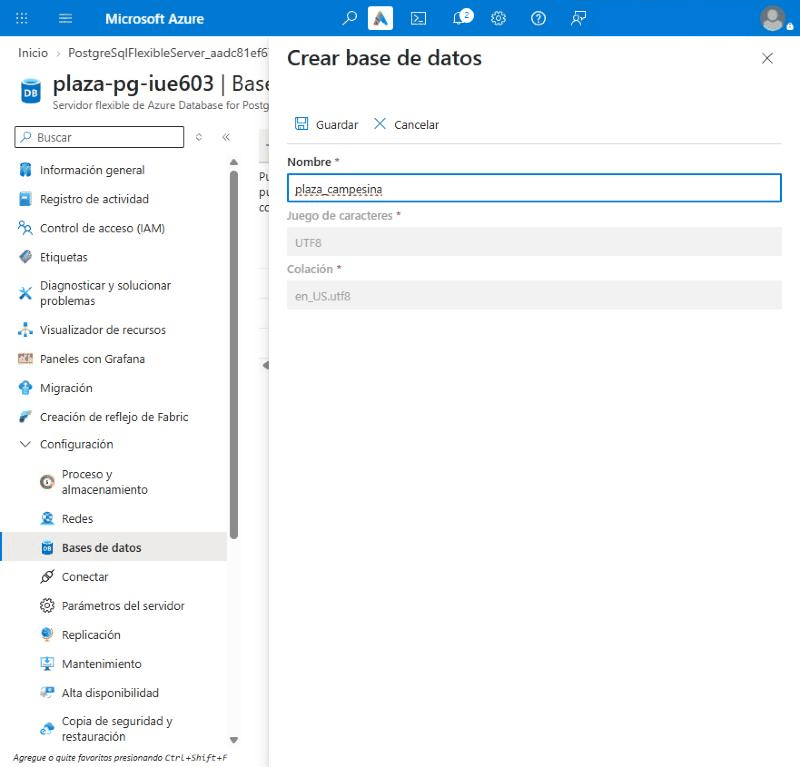 Microsoft Azure
2
Inicio > PostgreSqlFlexibleServer_aadc81ef6
plaza-pg-iue603 | Base
Servidor flexible de Azure Database for Postg
Buscar
Información general
Registro de actividad
Control de acceso (IAM)
Etiquetas
Diagnosticar y solucionar
problemas
Visualizador de recursos
Paneles con Grafana
Migración
Creación de reflejo de Fabric
Configuración
Proceso y
almacenamiento
Redes
Bases de datos
Conectar
Parámetros del servidor
Replicación
Mantenimiento
Alta disponibilidad
Copia de seguridad y
restauración
Agregue o quite favoritos presionando Ctrl+Shift+F
Pu
pu
co
Crear base de datos
Guardar
Cancelar
Nombre *
plaza_campesina
Juego de caracteres *
UTF8
Colación *
en_US.utf8